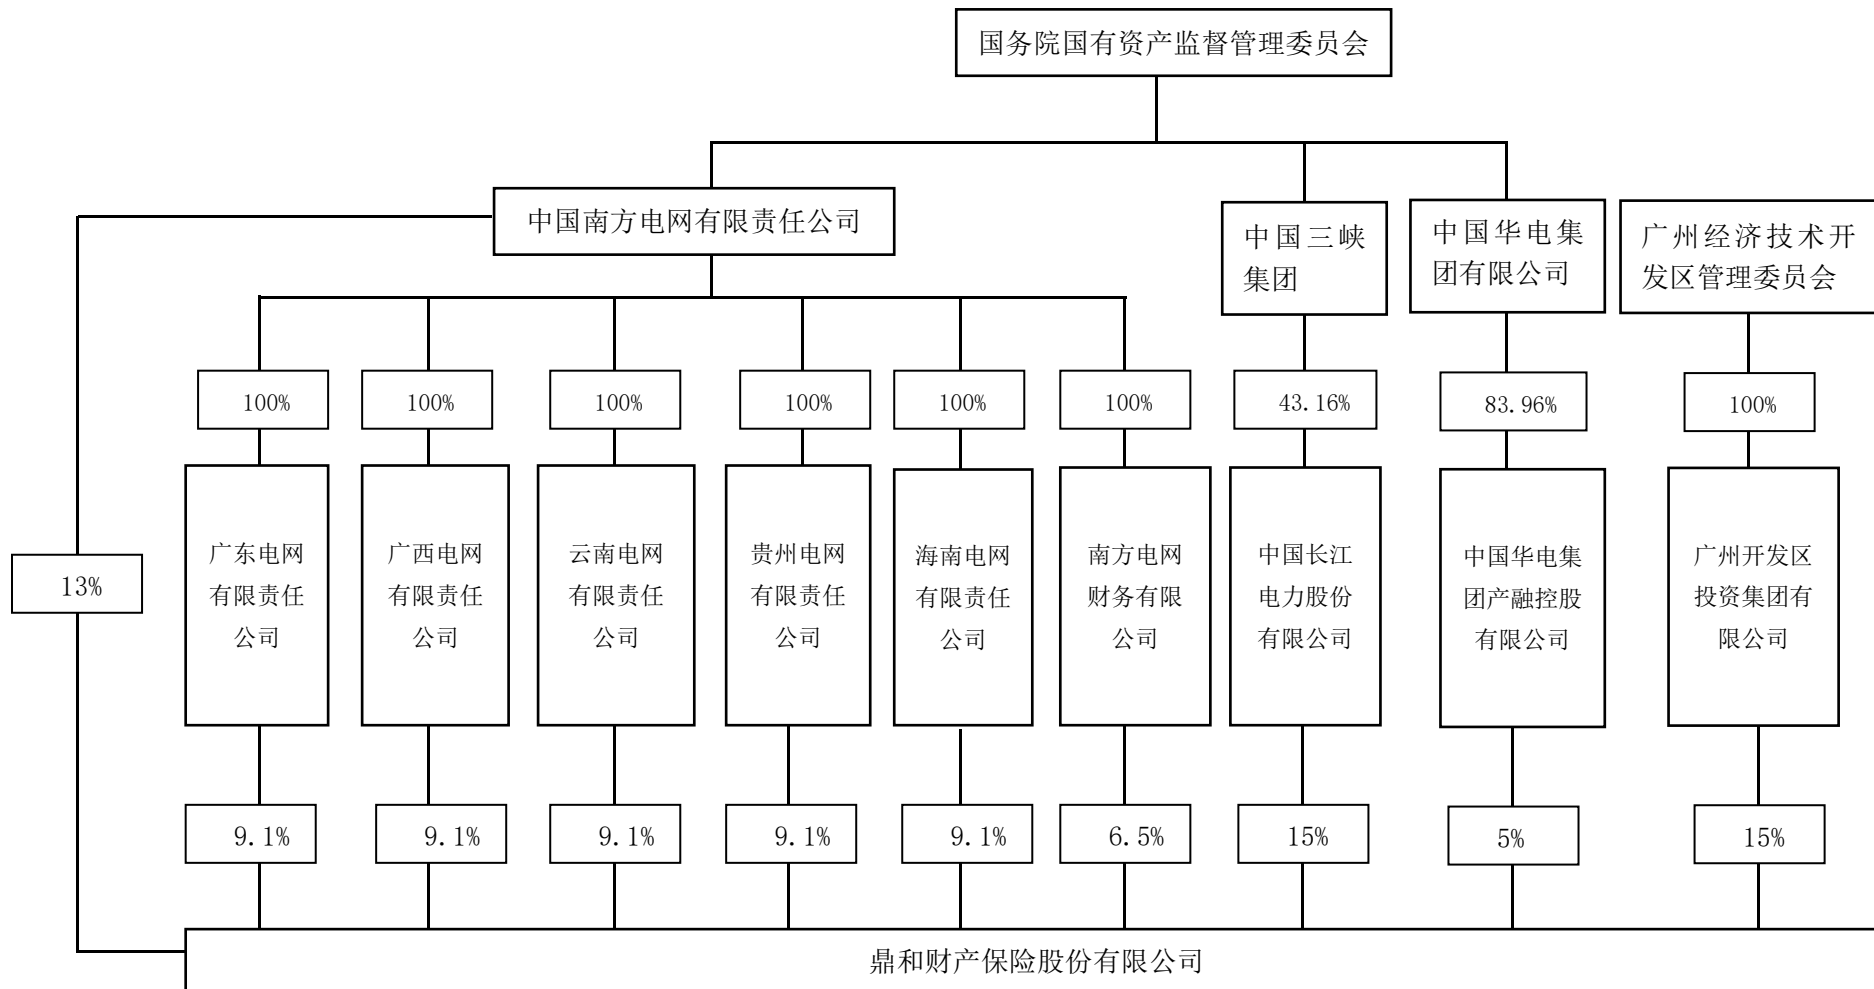 国务院国有资产监督管理委员会
中国南方电网有限责任公司
中国三峡
集团
中国华电集
团有限公司
广州经济技术开
发区管理委员会
100%
100%
100%
100%
100%
100%
43.16%
83.96%
100%
13%
广东电网
有限责任
公司
广西电网
有限责任
公司
云南电网
有限责任
公司
贵州电网
有限责任
公司
海南电网
有限责任
公司
南方电网
财务有限
公司
中国长江
电力股份
有限公司
中国华电集
团产融控股
有限公司
广州开发区
投资集团有
限公司
9.1%
9.1%
9.1%
9.1%
9.1%
6.5%
15%
5%
15%
鼎和财产保险股份有限公司